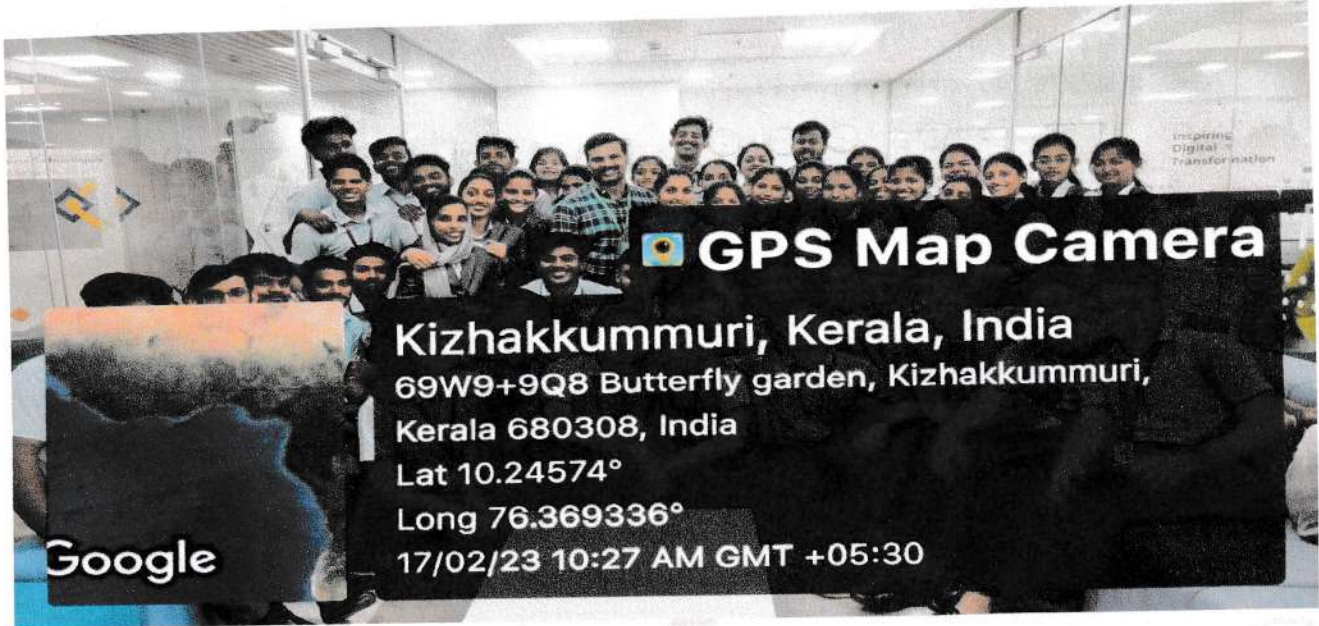 Inspiring
Digital
Transformation
GPS Map Camera
Kizhakkummuri, Kerala, India
69W9+9Q8 Butterfly garden, Kizhakkummuri,
Kerala 680308, India
Lat 10.24574°
Long 76.369336°
17/02/23 10:27 AM GMT +05:30
Google